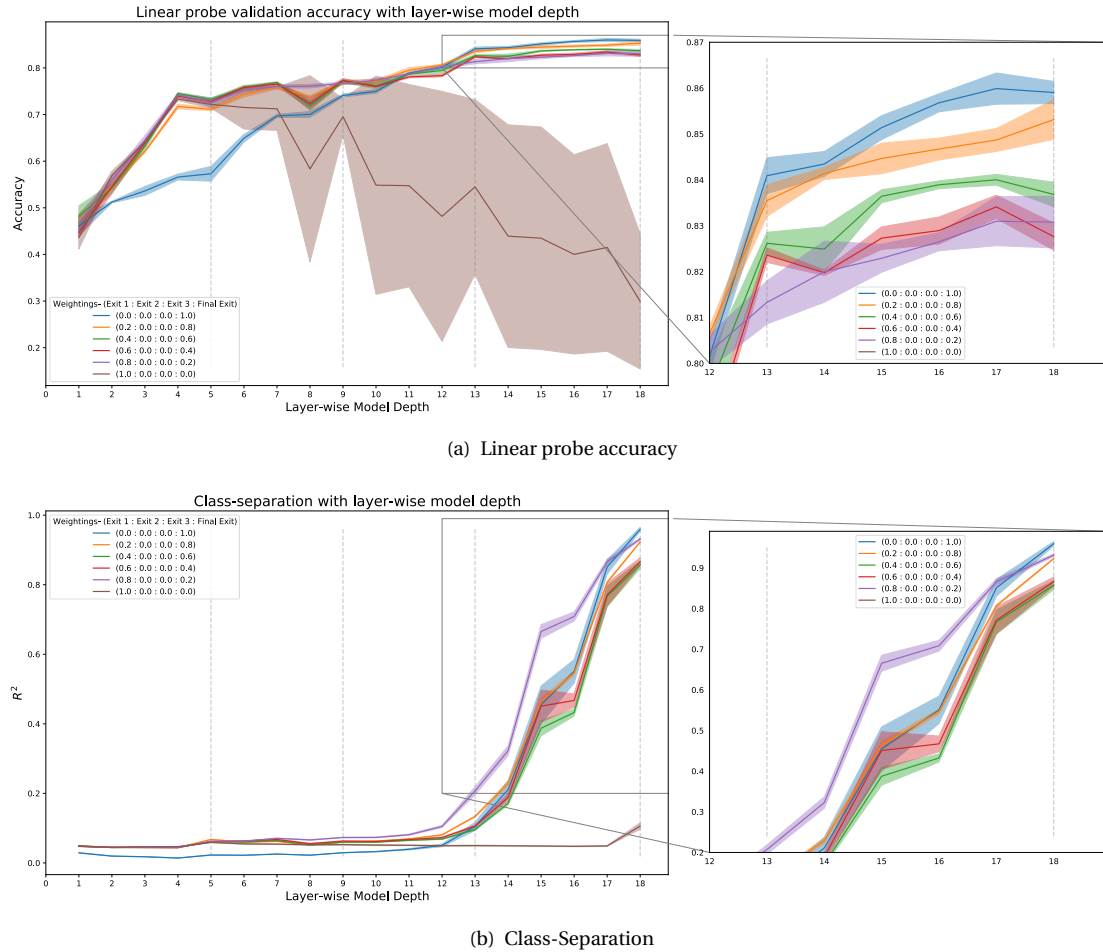 Linear probe validation accuracy with layer-wise model depth
Accuracy
0.8
0.7
0.6
0.5
0.4
0.3
0.2
Weightings- (Exit 1 : Exit 2 : Exit 3 : Final Exit)
(0.0 : 0.0 : 0.0 : 1.0)
(0.2 : 0.0 : 0.0 : 0.8)
(0.4 : 0.0 : 0.0 : 0.6)
(0.6 : 0.0 : 0.0 : 0.4)
(0.8 : 0.0 : 0.0 : 0.2)
(1.0 : 0.0 : 0.0 : 0.0)
0 1 2 3 4 5 6 7 8 9 10 11 12 13 14 15 16 17 18
Layer-wise Model Depth
0.87
0.86
0.85
0.84
0.83
0.82
0.81
0.80
(0.0 : 0.0 : 0.0 : 1.0)
(0.2 : 0.0 : 0.0 : 0.8)
(0.4 : 0.0 : 0.0 : 0.6)
(0.6 : 0.0 : 0.0 : 0.4)
(0.8 : 0.0 : 0.0 : 0.2)
(1.0 : 0.0 : 0.0 : 0.0)
12 13 14 15 16 17 18
(a) Linear probe accuracy
Class-separation with layer-wise model depth
R²
1.0
0.8
0.6
0.4
0.2
0.0
Weightings- (Exit 1 : Exit 2 : Exit 3 : Final Exit)
(0.0 : 0.0 : 0.0 : 1.0)
(0.2 : 0.0 : 0.0 : 0.8)
(0.4 : 0.0 : 0.0 : 0.6)
(0.6 : 0.0 : 0.0 : 0.4)
(0.8 : 0.0 : 0.0 : 0.2)
(1.0 : 0.0 : 0.0 : 0.0)
0 1 2 3 4 5 6 7 8 9 10 11 12 13 14 15 16 17 18
Layer-wise Model Depth
0.9
0.8
0.7
0.6
0.5
0.4
0.3
0.2
(0.0 : 0.0 : 0.0 : 1.0)
(0.2 : 0.0 : 0.0 : 0.8)
(0.4 : 0.0 : 0.0 : 0.6)
(0.6 : 0.0 : 0.0 : 0.4)
(0.8 : 0.0 : 0.0 : 0.2)
(1.0 : 0.0 : 0.0 : 0.0)
12 13 14 15 16 17 18
(b) Class-Separation